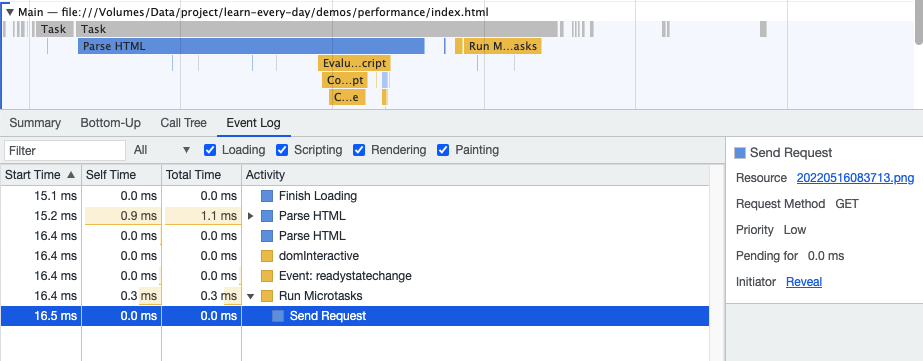 ▼ Main — file:///Volumes/Data/project/learn-every-day/demos/performance/index.html
Task Task
Parse HTML Run M...asks
Evalu...cript
Co...pt
C...e
Summary Bottom-Up Call Tree Event Log
Filter All ▼ Loading Scripting Rendering Painting
Start Time ▲ Self Time Total Time Activity
15.1 ms 0.0 ms 0.0 ms Finish Loading
15.2 ms 0.9 ms 1.1 ms ▶ Parse HTML
16.4 ms 0.0 ms 0.0 ms Parse HTML
16.4 ms 0.0 ms 0.0 ms domInteractive
16.4 ms 0.0 ms 0.0 ms Event: readystatechange
16.4 ms 0.3 ms 0.3 ms ▼ Run Microtasks
16.5 ms 0.0 ms 0.0 ms Send Request
Send Request
Resource 20220516083713.png
Request Method GET
Priority Low
Pending for 0.0 ms
Initiator Reveal